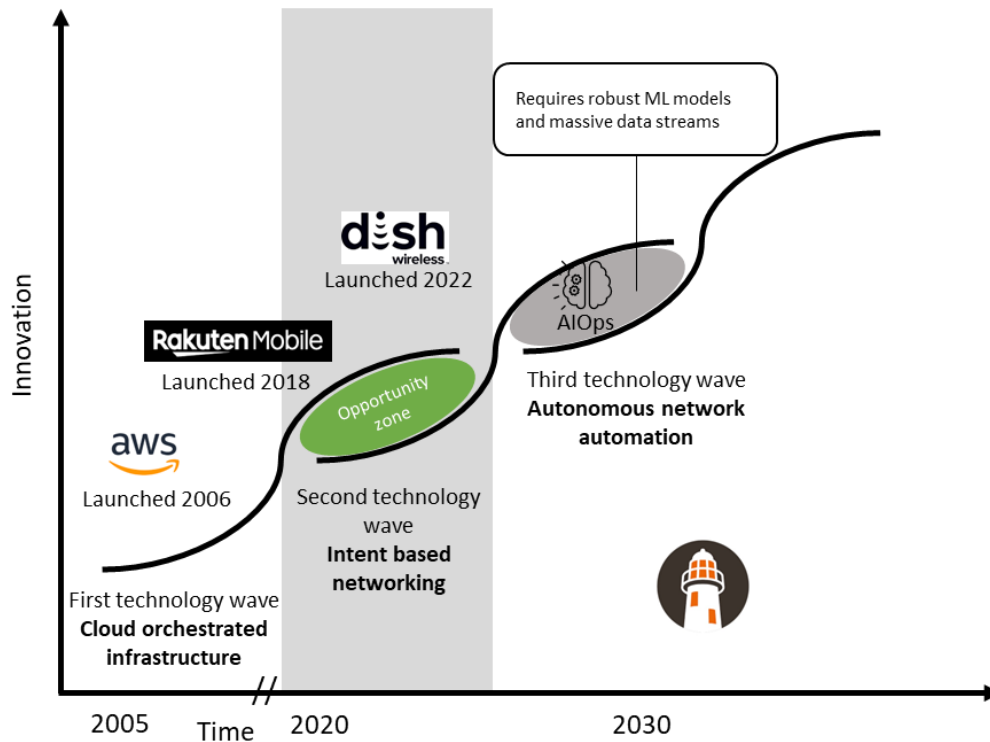 Requires robust ML models
and massive data streams
dish
wireless.
Launched 2022
AIOps
Rakuten Mobile
Launched 2018
Opportunity
zone
Third technology wave
Autonomous network
automation
aws
Launched 2006
Second technology
wave
Intent based
networking
First technology wave
Cloud orchestrated
infrastructure
Innovation
2005
Time
2020
2030